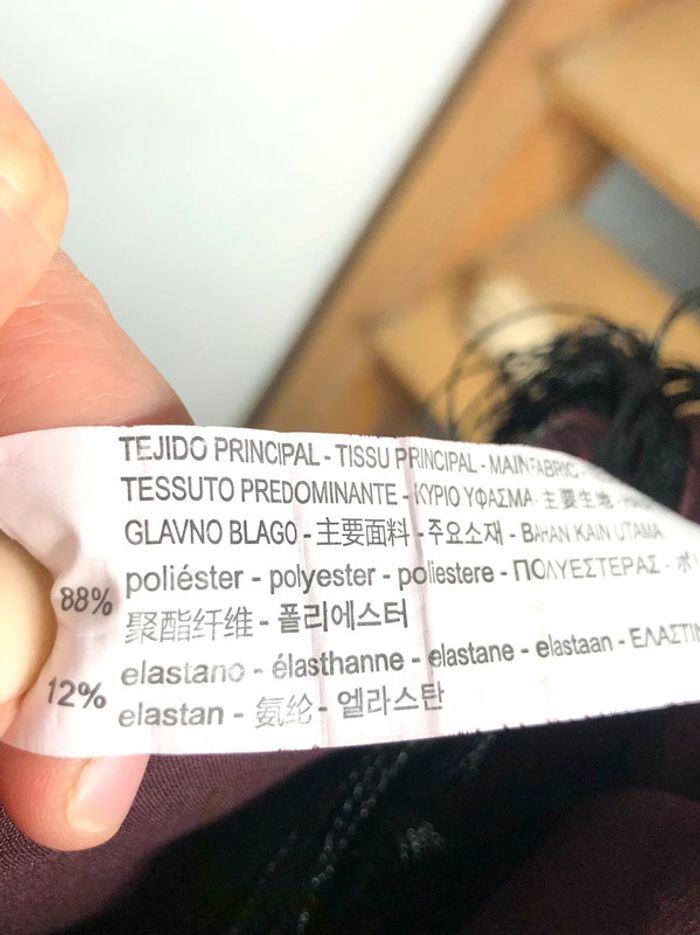 TEJIDO PRINCIPAL - TISSU PRINCIPAL - MAIN FABRIC -
TESSUTO PREDOMINANTE - ΚΥΡΙΟ ΥΦΑΣΜΑ - 主要生地 -
GLAVNO BLAGO - 主要面料 - 주요소재 - BAHAN KAIN UTAMA
88% poliéster - polyester - poliestere - ΠΟΛΥΕΣΤΕΡΑΣ -
聚酯纤维 - 폴리에스터
12% elastano - élasthanne - elastane - elastaan -
elastan - 氨纶 - 엘라스탄